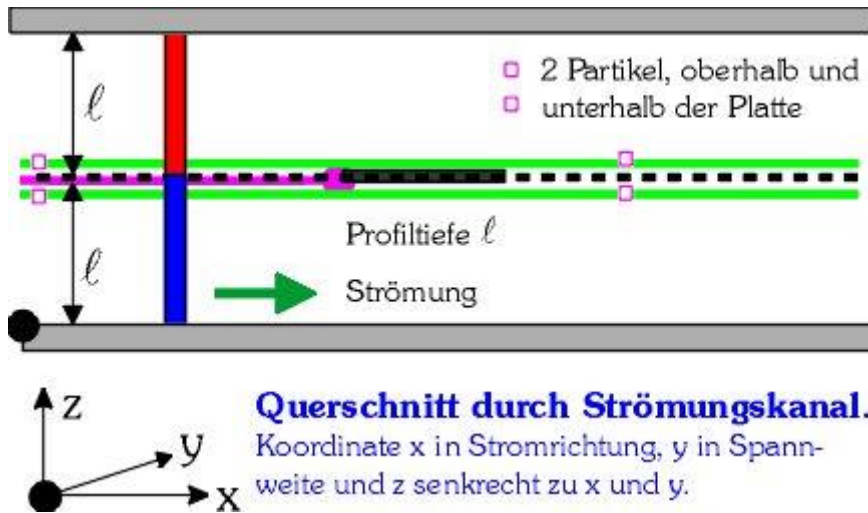 2 Partikel, oberhalb und
unterhalb der Platte
ℓ
ℓ
Profiltiefe ℓ
Strömung
z
y
x
Querschnitt durch Strömungskanal.
Koordinate x in Stromrichtung, y in Spann-
weite und z senkrecht zu x und y.